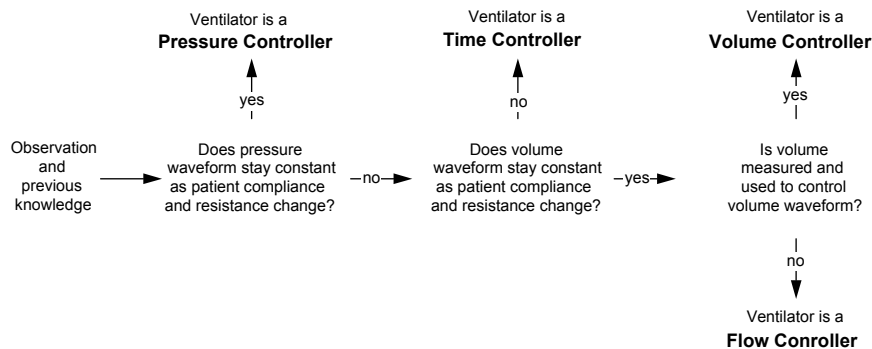 Ventilator is a
Pressure Controller
Ventilator is a
Time Controller
Ventilator is a
Volume Controller
yes
no
yes
Observation
and
previous
knowledge
Does pressure
waveform stay constant
as patient compliance
and resistance change?
no
Does volume
waveform stay constant
as patient compliance
and resistance change?
yes
Is volume
measured and
used to control
volume waveform?
no
Ventilator is a
Flow Conroller